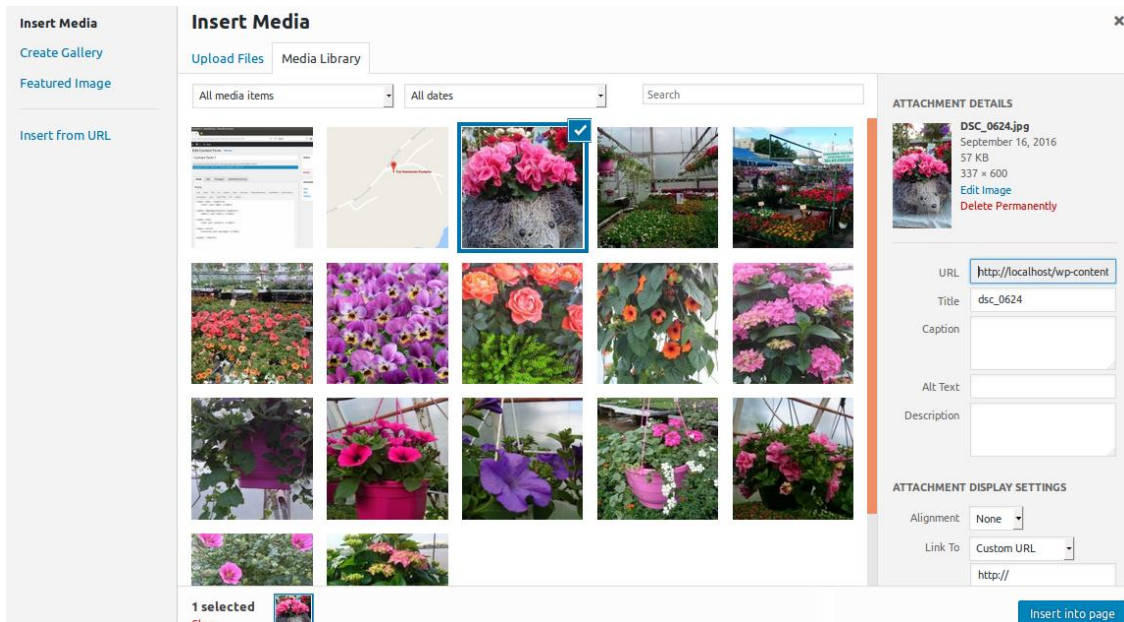 Insert Media
Create Gallery
Featured Image
Insert from URL
Insert Media
Upload Files
Media Library
All media items
All dates
Search
ATTACHMENT DETAILS
DSC_0624.jpg
September 16, 2016
57 KB
337 × 600
Edit Image
Delete Permanently
URL http://localhost/wp-content
Title dsc_0624
Caption
Alt Text
Description
ATTACHMENT DISPLAY SETTINGS
Alignment None
Link To Custom URL
http://
1 selected
Insert into page